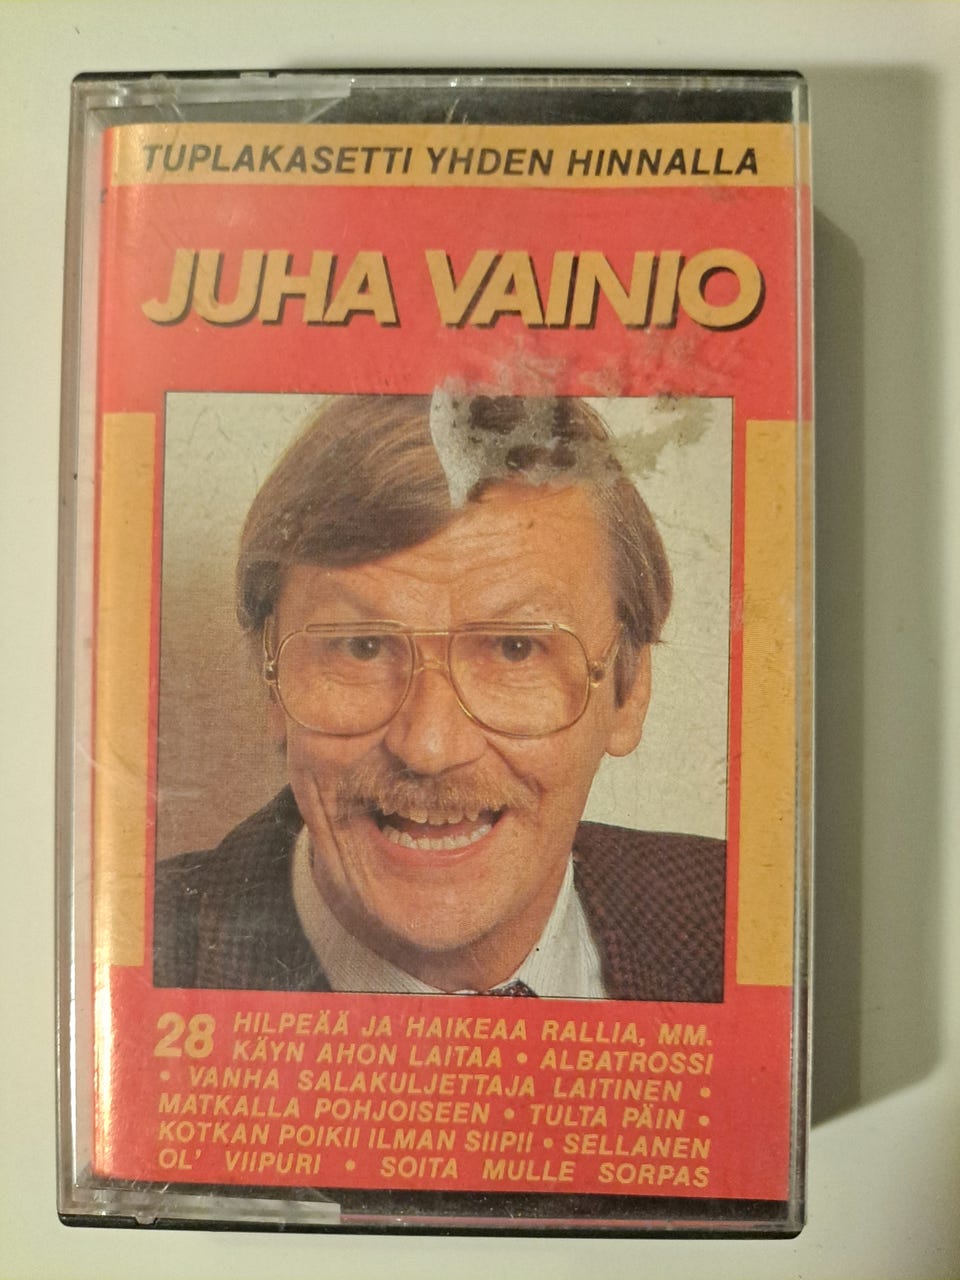 TUPLAKASETTI YHDEN HINNALLA
JUHA VAINIO
28 HILPEÄÄ JA HAIKEAA RALLIA, MM.
KÄYN AHON LAITAA • ALBATROSSI
• VANHA SALAKULJETTAJA LAITINEN •
MATKALLA POHJOISEEN • TULTA PÄIN •
KOTKAN POIKII ILMAN SIIPII • SELLANEN
OL' VIIPURI • SOITA MULLE SORPAS